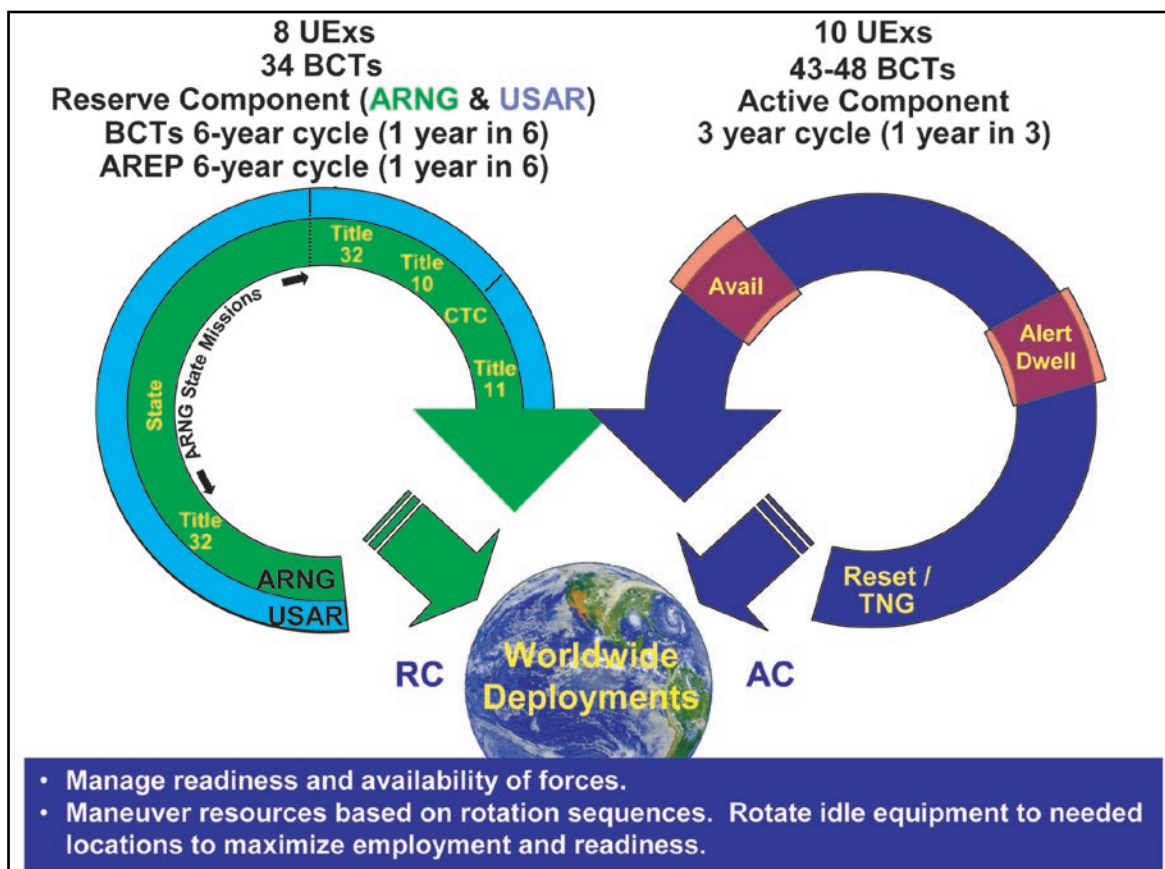 8 UExs
34 BCTs
Reserve Component (ARNG & USAR)
BCTs 6-year cycle (1 year in 6)
AREP 6-year cycle (1 year in 6)
10 UExs
43-48 BCTs
Active Component
3 year cycle (1 year in 3)
Title
32
Title
10
CTC
Title
11
ARNG State Missions
State
Title
32
ARNG
USAR
Avail
Alert
Dwell
Reset /
TNG
RC
Worldwide
Deployments
AC
• Manage readiness and availability of forces.
• Maneuver resources based on rotation sequences. Rotate idle equipment to needed
locations to maximize employment and readiness.